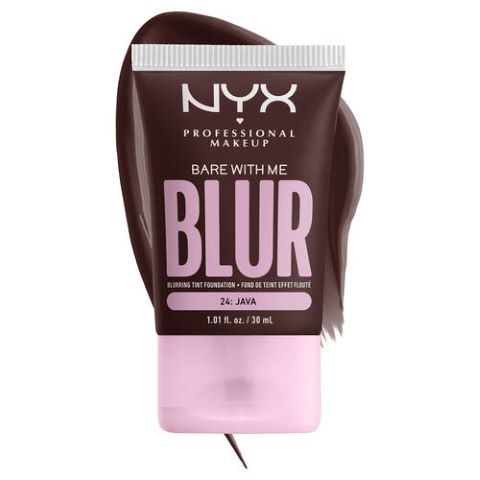 NYX
PROFESSIONAL
MAKEUP
BARE WITH ME
BLUR
BLURRING TINT FOUNDATION • FOND DE TEINT EFFET FLOUTÉ
24: JAVA
1.01 fl. oz. / 30 mL